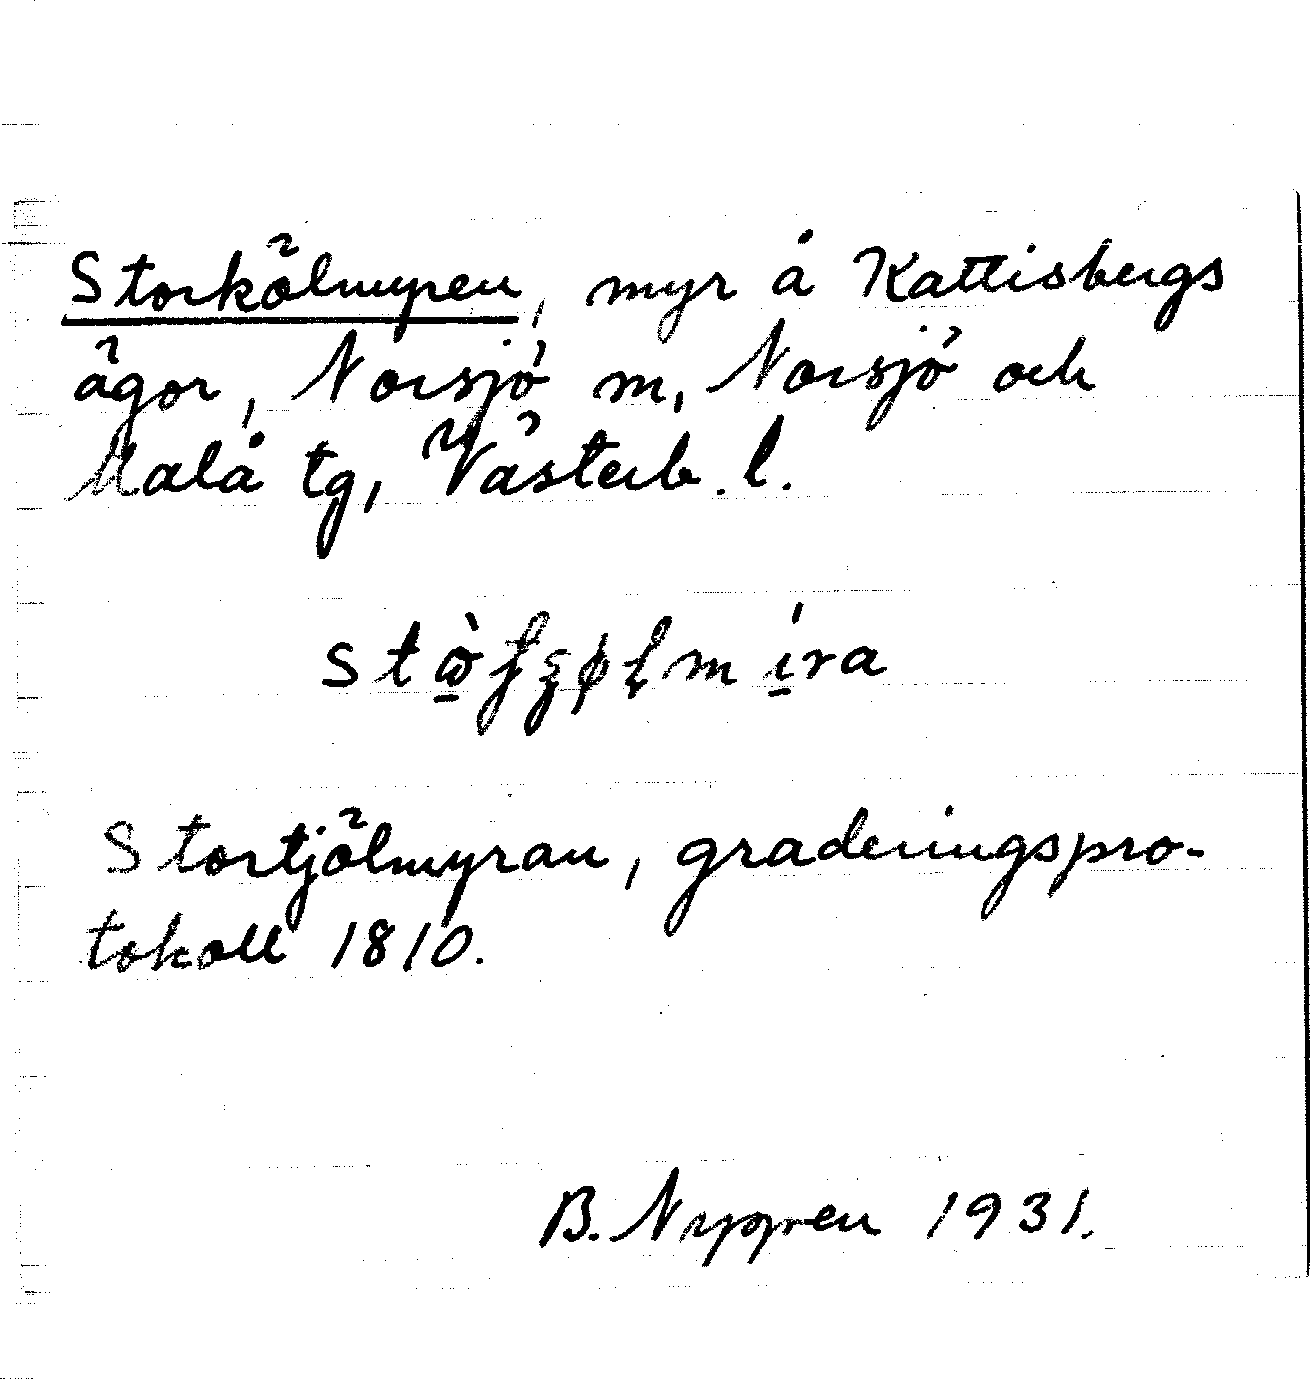 Storkölmyren, myr å Kattisbergs
ägor, Norsjö m, Norsjö och
Malå tg, Västerb. l.
Stortjölmyran, graderingspro-
tokoll 1810.
B. Nygren 1931.